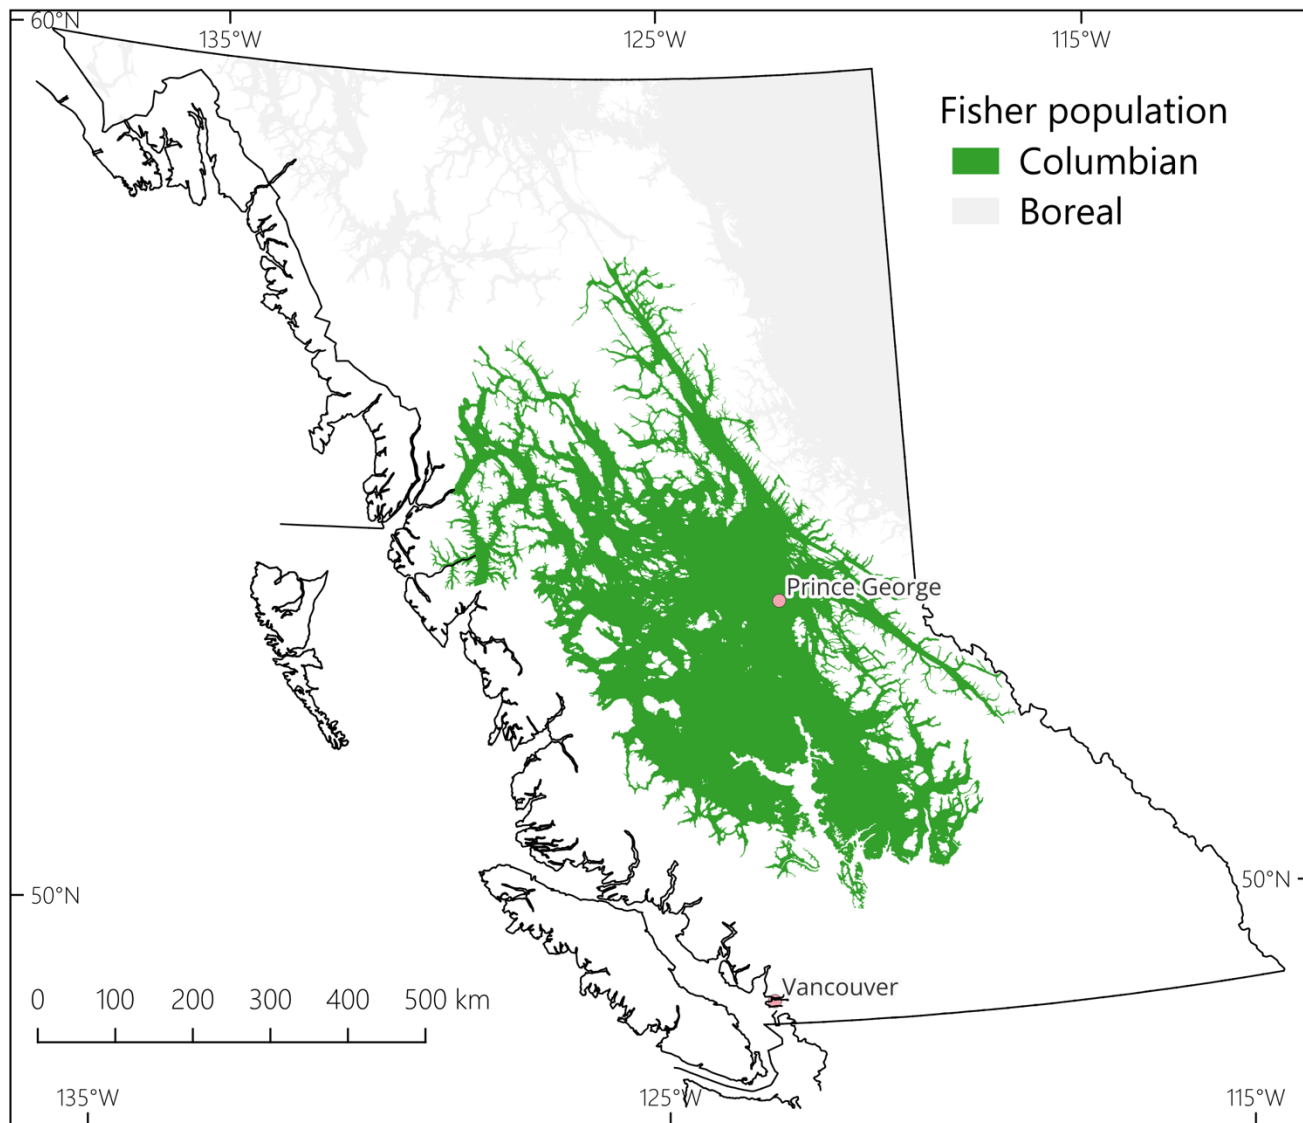 60°N
135°W
125°W
115°W
Fisher population
Columbian
Boreal
Prince George
50°N
50°N
Vancouver
0 100 200 300 400 500 km
135°W
125°W
115°W